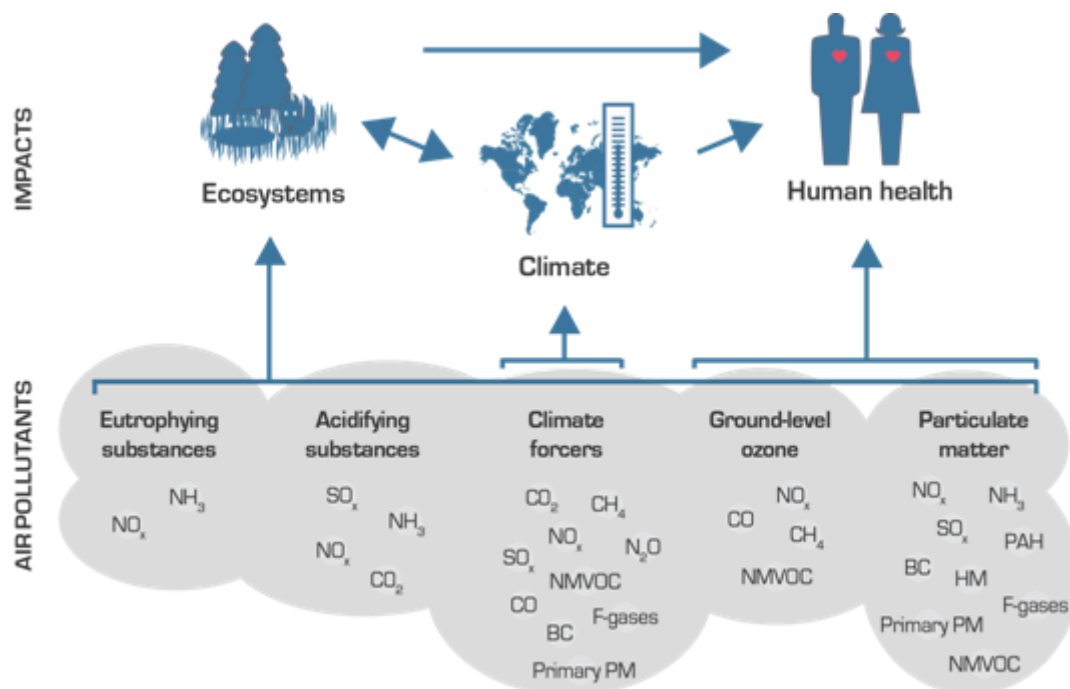 IMPACTS
Ecosystems
Climate
Human health
AIR POLLUTANTS
Eutrophying
substances
NH₃
NOₓ
Acidifying
substances
SOₓ
NH₃
NOₓ
CO₂
Climate
forcers
CO₂
CH₄
NOₓ
N₂O
SOₓ
NMVOC
CO
F-gases
BC
Primary PM
Ground-level
ozone
NOₓ
CO
CH₄
NMVOC
Particulate
matter
NOₓ
NH₃
SOₓ
PAH
BC
HM
F-gases
Primary PM
NMVOC